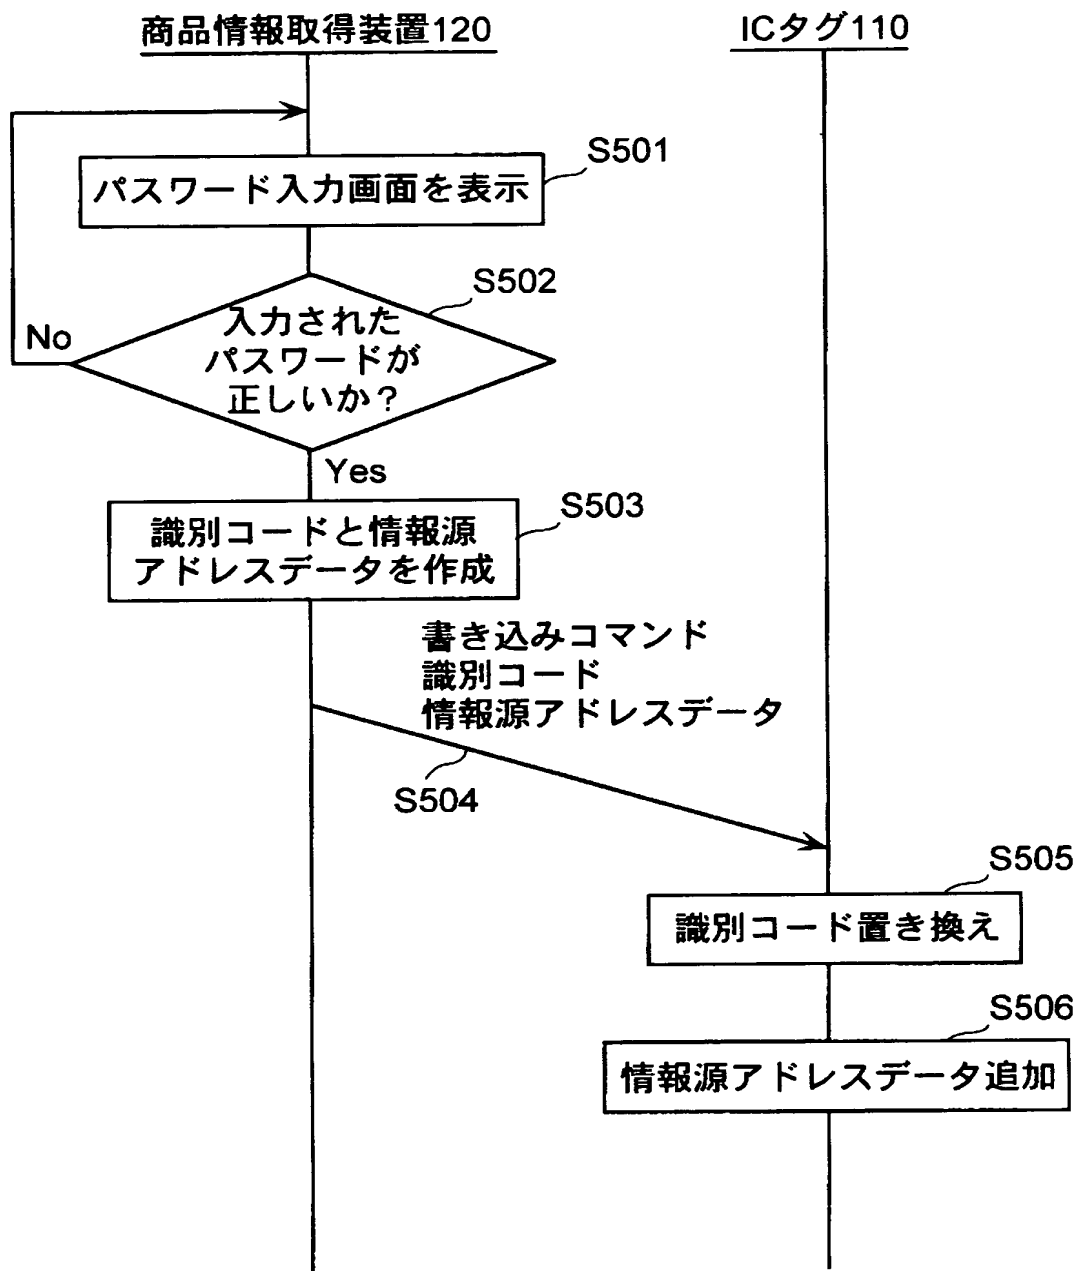 商品情報取得装置120
ICタグ110
S501
パスワード入力画面を表示
S502
入力された
パスワードが
正しいか?
No
Yes
S503
識別コードと情報源
アドレスデータを作成
書き込みコマンド
識別コード
情報源アドレスデータ
S504
S505
識別コード置き換え
S506
情報源アドレスデータ追加